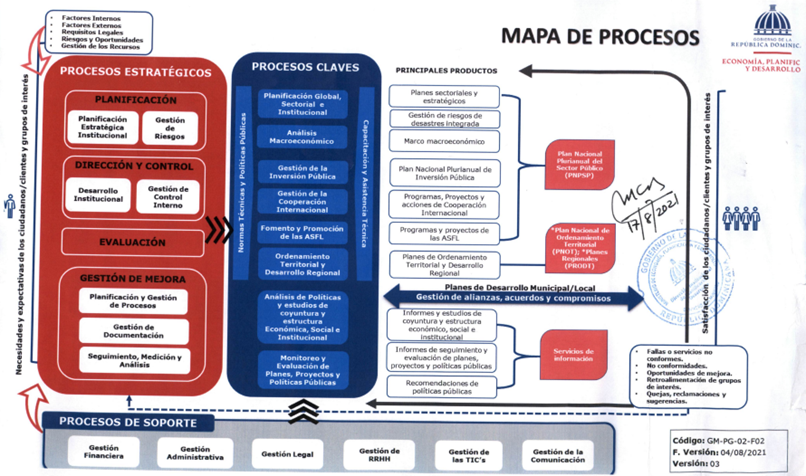 Factores Internos
Factores Externos
Requisitos Legales
Riesgos y Oportunidades
Gestión de los Recursos
MAPA DE PROCESOS
GOBIERNO DE LA
REPÚBLICA DOMINIC
ECONOMÍA, PLANIFIC
Y DESARROLLO
Necesidades y expectativas de los ciudadanos/clientes y grupos de interés
PROCESOS ESTRATÉGICOS
PLANIFICACIÓN
Planificación
Estratégica
Institucional
Gestión
de
Riesgos
DIRECCIÓN Y CONTROL
Desarrollo
Institucional
Gestión de
Control
Interno
EVALUACIÓN
GESTIÓN DE MEJORA
Planificación y Gestión
de Procesos
Gestión de
Documentación
Seguimiento, Medición y
Análisis
PROCESOS CLAVES
Normas Técnicas y Políticas Públicas
Planificación Global,
Sectorial e
Institucional
Análisis
Macroeconómico
Gestión de la
Inversión Pública
Gestión de la
Cooperación
Internacional
Fomento y Promoción
de las ASFL
Ordenamiento
Territorial y
Desarrollo Regional
Capacitación y Asistencia Técnica
Análisis de Políticas
y estudios de
coyuntura y
estructura
Económica, Social e
Institucional
Monitoreo y
Evaluación de
Planes, Proyectos y
Políticas Públicas
PRINCIPALES PRODUCTOS
Planes sectoriales y
estratégicos
Gestión de riesgos de
desastres integrada
Marco macroeconómico
Plan Nacional Plurianual de
Inversión Pública
Programas, Proyectos y
acciones de Cooperación
Internacional
Programas y proyectos de
las ASFL
Planes de Ordenamiento
Territorial y Desarrollo
Regional
Plan Nacional
Plurianual del
Sector Público
(PNPSP)
*Plan Nacional de
Ordenamiento
Territorial
(PNOT); *Planes
Regionales
(PRODT)
17/8/2021
Planes de Desarrollo Municipal/Local
Gestión de alianzas, acuerdos y compromisos
Informes y estudios de
coyuntura y estructura
económico, social e
institucional
Informes de seguimiento y
evaluación de planes,
proyectos y políticas públicas
Recomendaciones de
políticas públicas
Servicios de
información
Satisfacción de los ciudadanos/clientes y grupos de interés
Fallas o servicios no
conformes.
No conformidades.
Oportunidades de mejora.
Retroalimentación de grupos
de interés.
Quejas, reclamaciones y
sugerencias.
PROCESOS DE SOPORTE
Gestión
Financiera
Gestión
Administrativa
Gestión Legal
Gestión de
RRHH
Gestión de
las TIC's
Gestión de la
Comunicación
Código: GM-PG-02-F02
F. Versión: 04/08/2021
Versión: 03